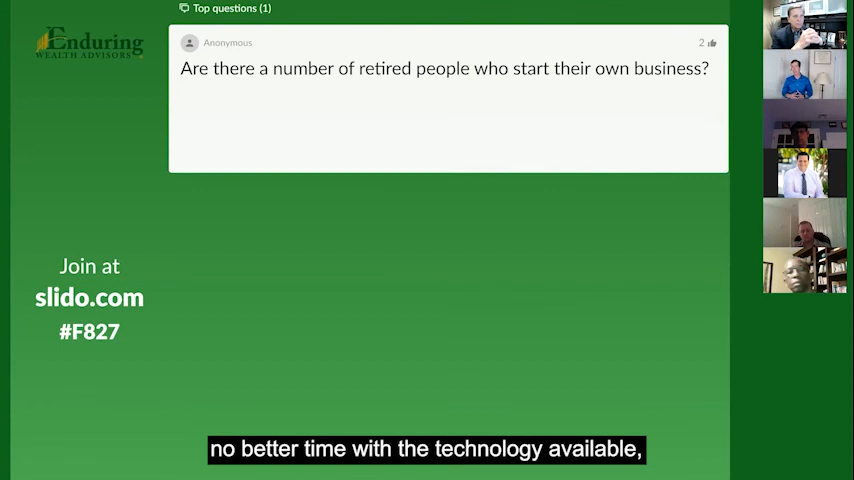 Top questions (1)
Enduring
WEALTH ADVISORS
Anonymous
2
Are there a number of retired people who start their own business?
Join at
slido.com
#F827
no better time with the technology available,